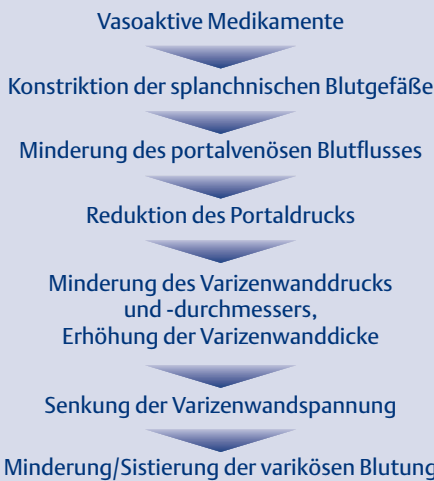 Vasoaktive Medikamente
Konstriktion der splanchnischen Blutgefäße
Minderung des portalvenösen Blutflusses
Reduktion des Portaldrucks
Minderung des Varizenwanddrucks
und -durchmessers,
Erhöhung der Varizenwanddicke
Senkung der Varizenwandspannung
Minderung/Sistierung der varikösen Blutung